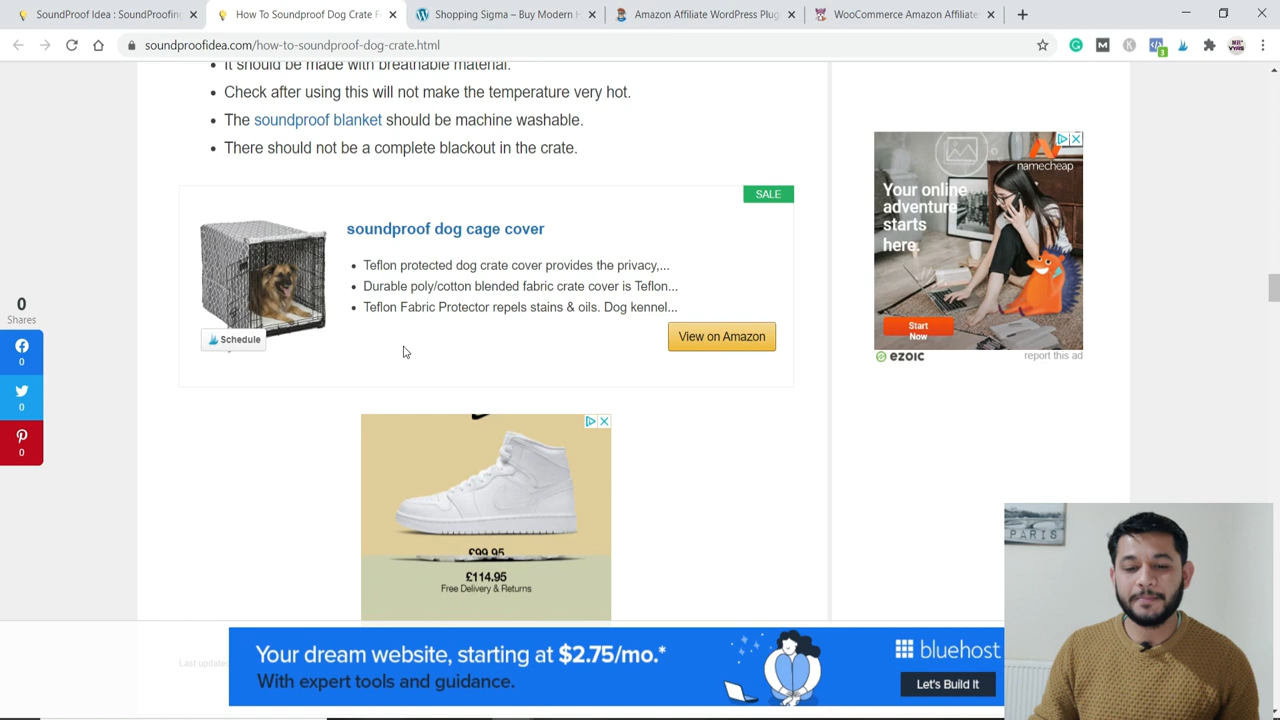 SoundProof Idea : SoundProofing
How To Soundproof Dog Crate F
Shopping Sigma – Buy Modern H
Amazon Affiliate WordPress Plug
WooCommerce Amazon Affiliate
soundproofidea.com/how-to-soundproof-dog-crate.html
3
It should be made with breathable material.
Check after using this will not make the temperature very hot.
The soundproof blanket should be machine washable.
There should not be a complete blackout in the crate.
SALE
soundproof dog cage cover
Teflon protected dog crate cover provides the privacy,...
Durable poly/cotton blended fabric crate cover is Teflon...
Teflon Fabric Protector repels stains & oils. Dog kennel...
Schedule
View on Amazon
0
Shares
0
0
0
namecheap
Your online
adventure
starts
here.
Start
Now
ezoic
report this ad
£99.95
£114.95
Free Delivery & Returns
PARIS
Last update
Your dream website, starting at $2.75/mo.*
With expert tools and guidance.
bluehost
Let's Build It